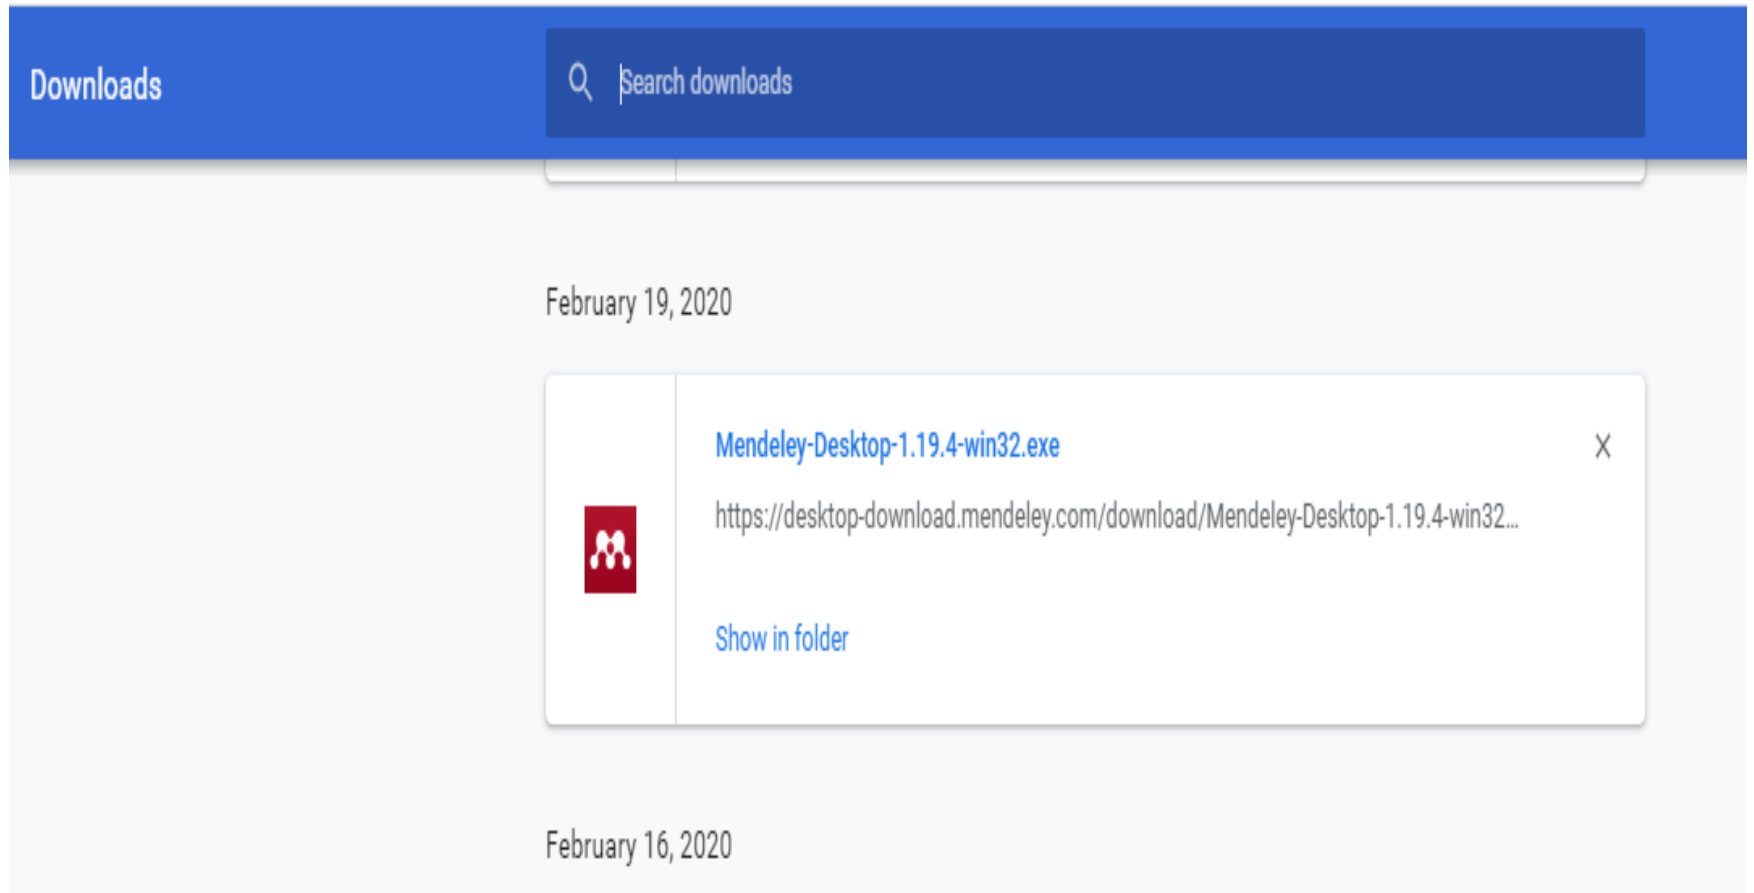 Downloads
Search downloads
February 19, 2020
Mendeley-Desktop-1.19.4-win32.exe
X
https://desktop-download.mendeley.com/download/Mendeley-Desktop-1.19.4-win32...
Show in folder
February 16, 2020